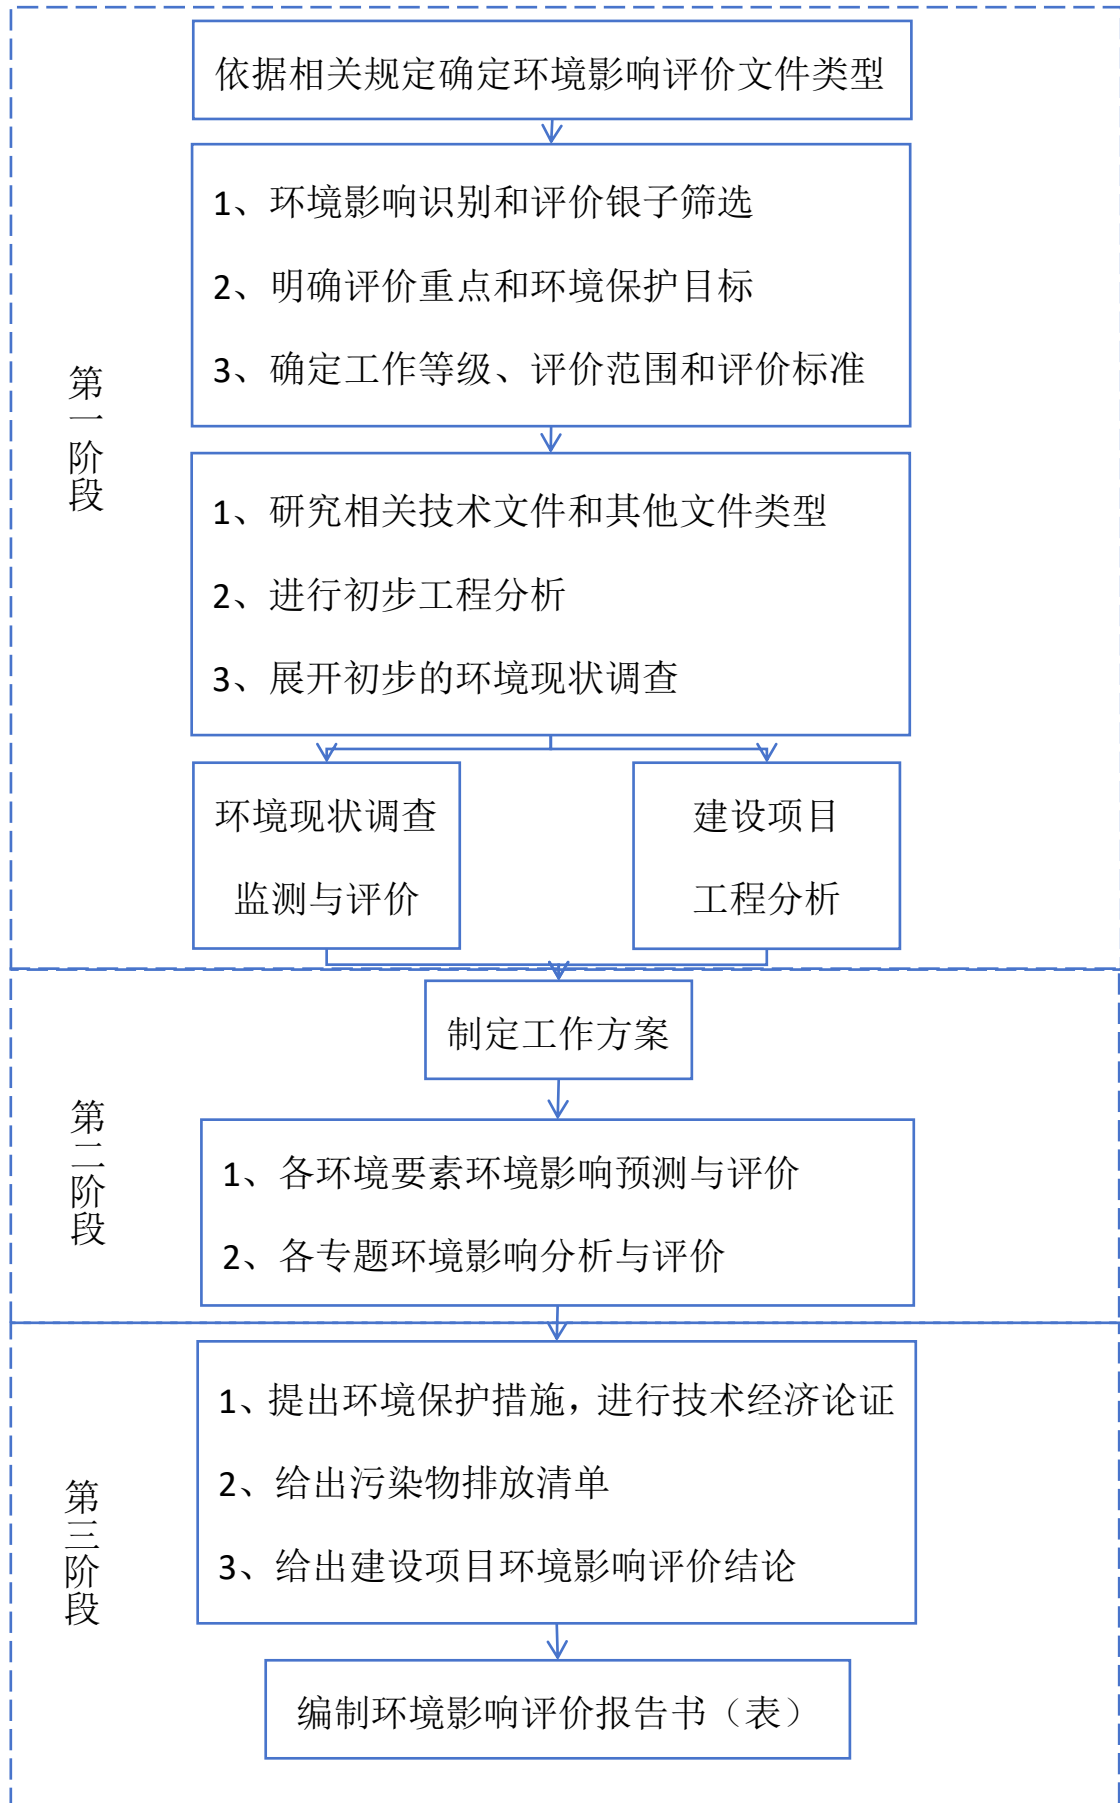 依据相关规定确定环境影响评价文件类型
1、环境影响识别和评价银子筛选
2、明确评价重点和环境保护目标
3、确定工作等级、评价范围和评价标准
第一阶段
1、研究相关技术文件和其他文件类型
2、进行初步工程分析
3、展开初步的环境现状调查
环境现状调查
监测与评价
建设项目
工程分析
制定工作方案
第二阶段
1、各环境要素环境影响预测与评价
2、各专题环境影响分析与评价
第三阶段
1、提出环境保护措施，进行技术经济论证
2、给出污染物排放清单
3、给出建设项目环境影响评价结论
编制环境影响评价报告书（表）